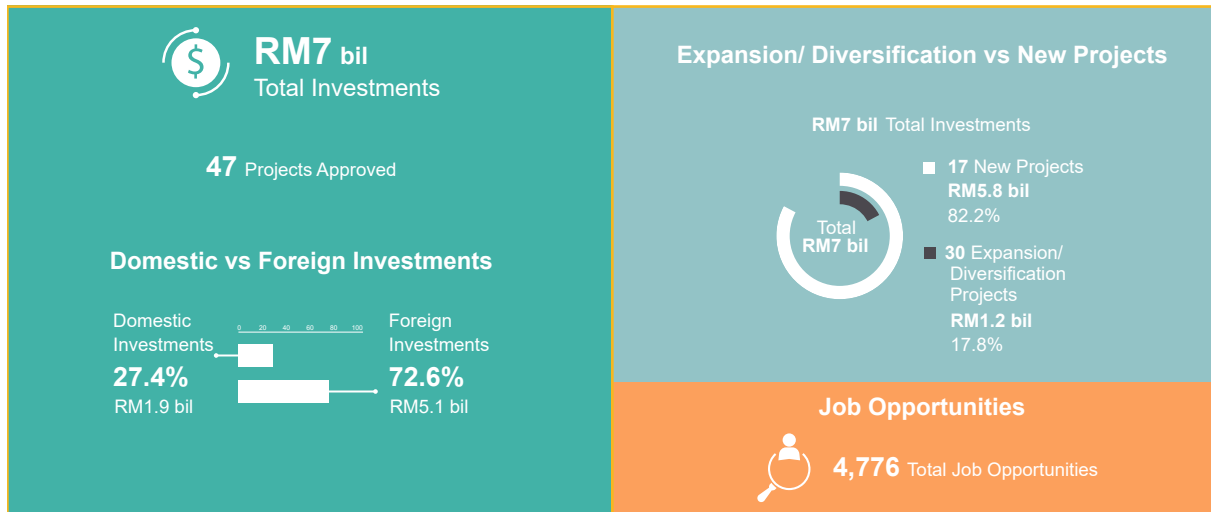 $
RM7 bil
Total Investments
47 Projects Approved
Domestic vs Foreign Investments
Domestic
Investments
27.4%
RM1.9 bil
0 20 40 60 80 100
Foreign
Investments
72.6%
RM5.1 bil
Expansion/ Diversification vs New Projects
RM7 bil Total Investments
Total
RM7 bil
17 New Projects
RM5.8 bil
82.2%
30 Expansion/
Diversification
Projects
RM1.2 bil
17.8%
Job Opportunities
4,776 Total Job Opportunities